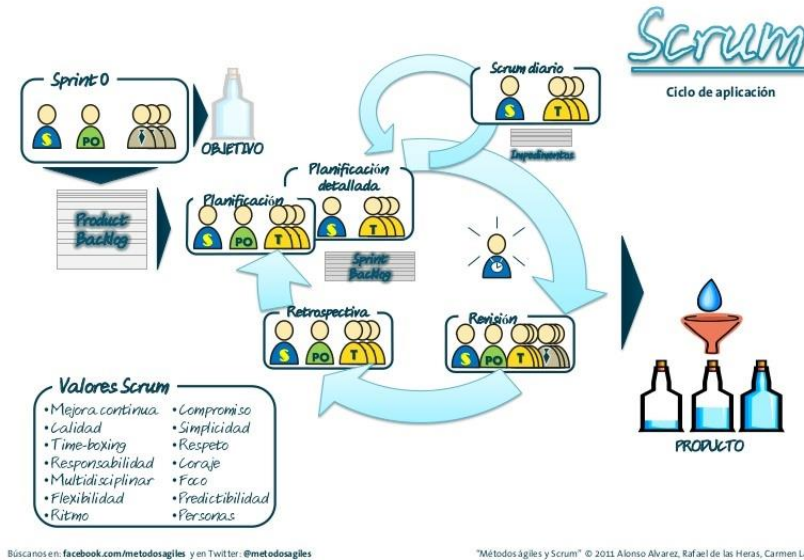 Scrum
Ciclo de aplicación
Sprint 0
S
PO
OBJETIVO
Product
Backlog
Scrum diario
S
T
Impedimentos
Planificación
detallada
S
T
Planificación
S
PO
T
Sprint
Backlog
Retrospectiva
S
PO
T
Revisión
S
PO
T
PRODUCTO
Valores Scrum
• Mejora continua
• Calidad
• Time-boxing
• Responsabilidad
• Multidisciplinar
• Flexibilidad
• Ritmo
• Compromiso
• Simplicidad
• Respeto
• Coraje
• Foco
• Predictibilidad
• Personas
Búscanos en: facebook.com/metodosagiles y en Twitter: @metodosagiles
"Métodos ágiles y Scrum" © 2011 Alonso Alvarez, Rafael de las Heras, Carmen